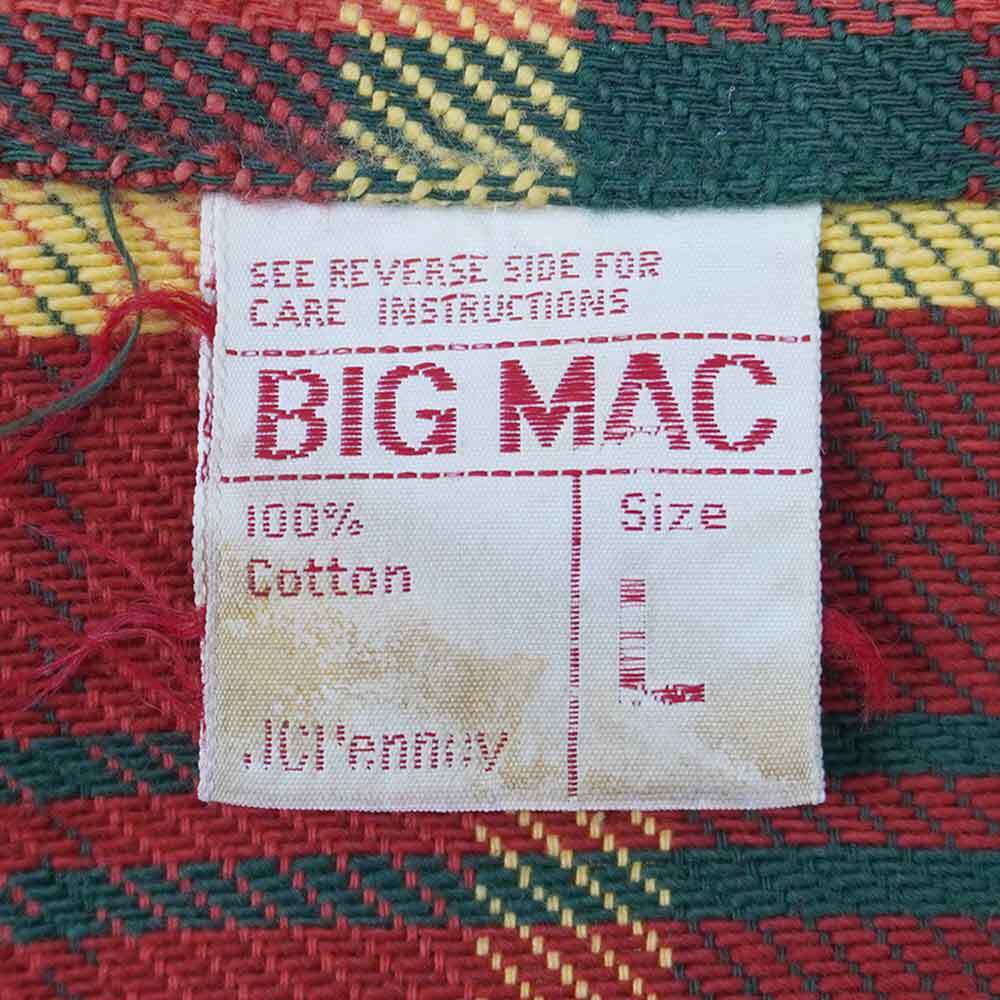 SEE REVERSE SIDE FOR
CARE INSTRUCTIONS
BIG MAC
100%
Cotton
Size
L
JCPenney